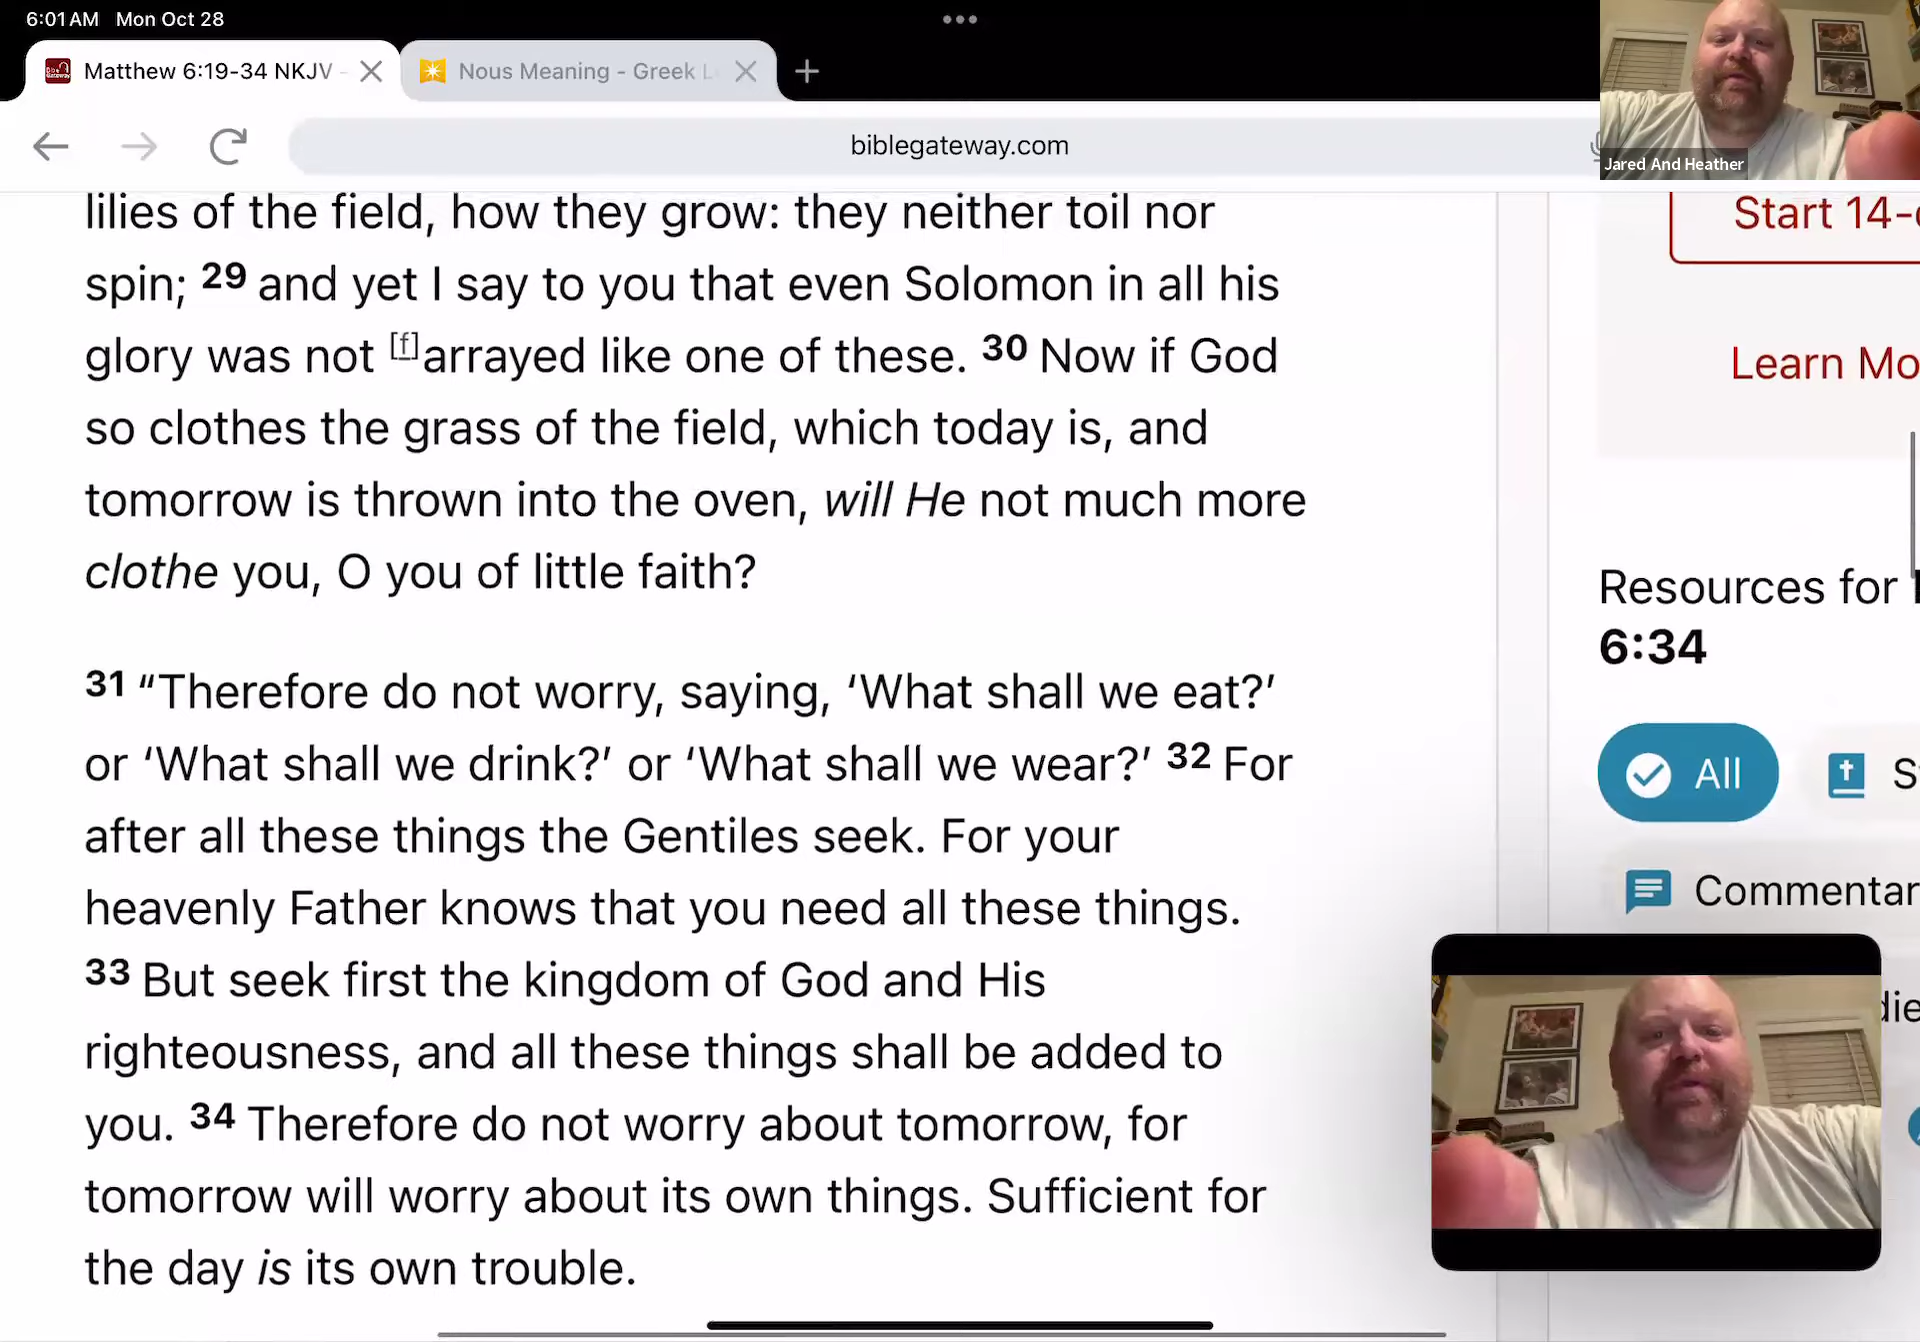 6:01 AM Mon Oct 28
Matthew 6:19-34 NKJV -
Nous Meaning - Greek L
biblegateway.com
Jared And Heather
lilies of the field, how they grow: they neither toil nor
spin; 29 and yet I say to you that even Solomon in all his
glory was not [f]arrayed like one of these. 30 Now if God
so clothes the grass of the field, which today is, and
tomorrow is thrown into the oven, will He not much more
clothe you, O you of little faith?
31 “Therefore do not worry, saying, ‘What shall we eat?’
or ‘What shall we drink?’ or ‘What shall we wear?’ 32 For
after all these things the Gentiles seek. For your
heavenly Father knows that you need all these things.
33 But seek first the kingdom of God and His
righteousness, and all these things shall be added to
you. 34 Therefore do not worry about tomorrow, for
tomorrow will worry about its own things. Sufficient for
the day is its own trouble.
Start 14-
Learn Mo
Resources for
6:34
All
S
Commentar
die